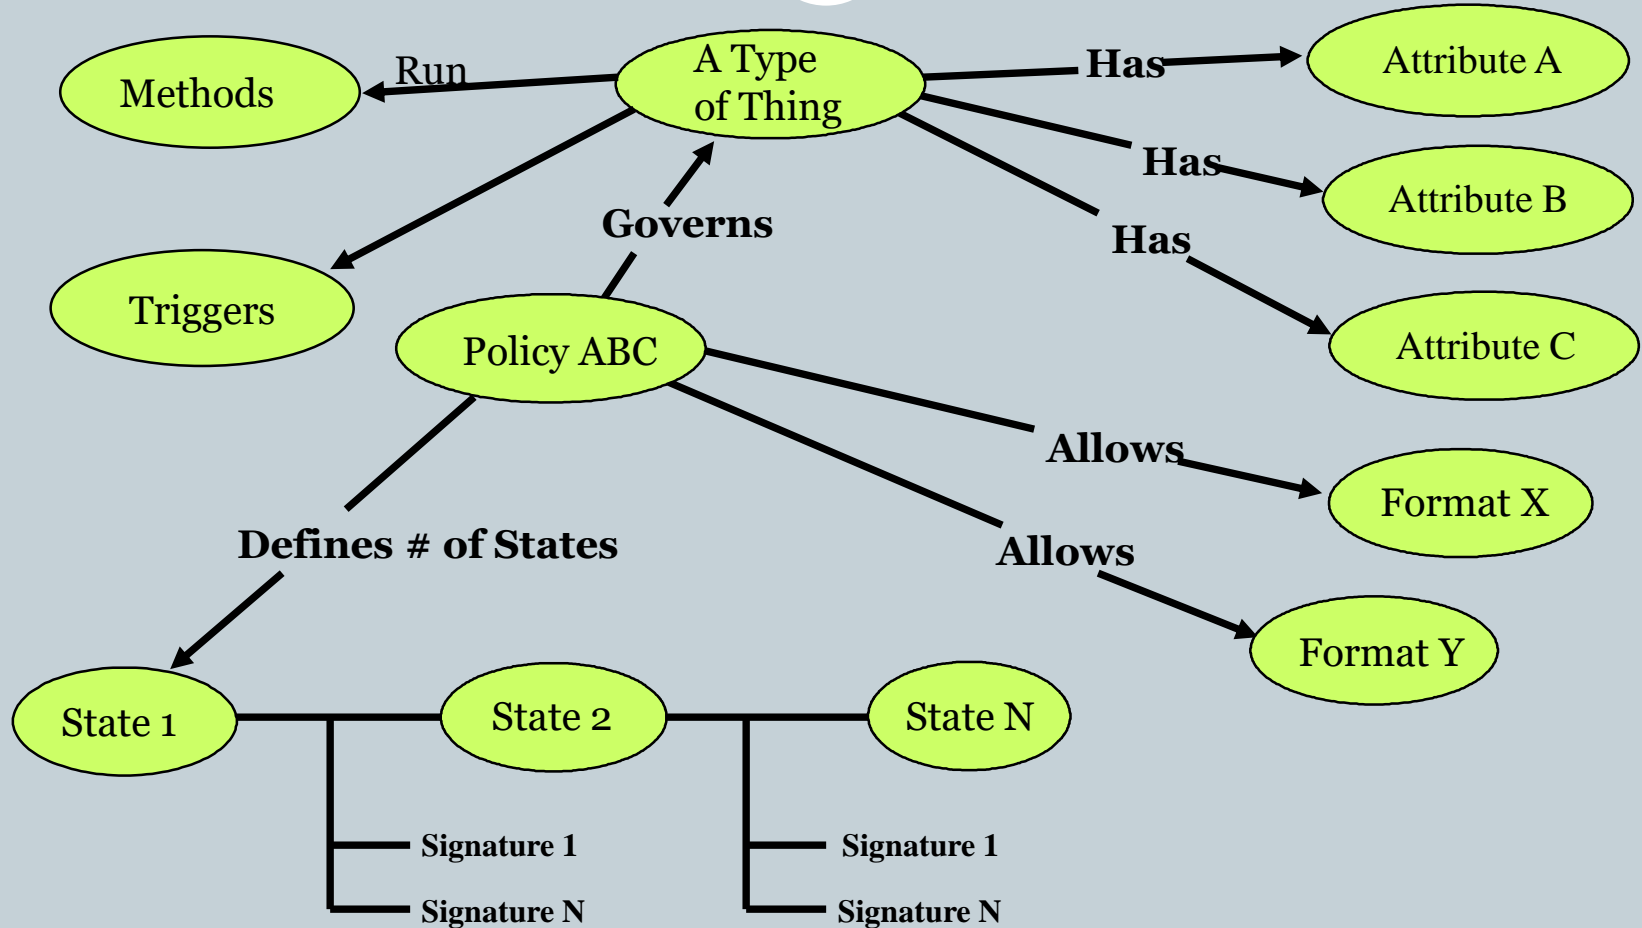 A Type
of Thing
Run
Methods
Has
Attribute A
Has
Attribute B
Has
Attribute C
Governs
Triggers
Policy ABC
Allows
Format X
Defines # of States
Allows
Format Y
State 1
State 2
State N
Signature 1
Signature 1
Signature N
Signature N